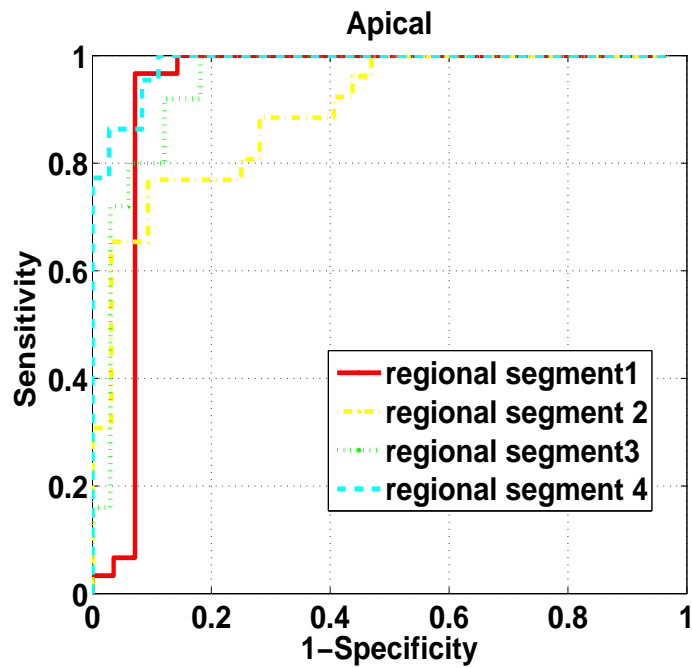 Apical
Sensitivity
1
0.8
0.6
0.4
0.2
0
regional segment1
regional segment 2
regional segment3
regional segment 4
0 0.2 0.4 0.6 0.8 1
1−Specificity